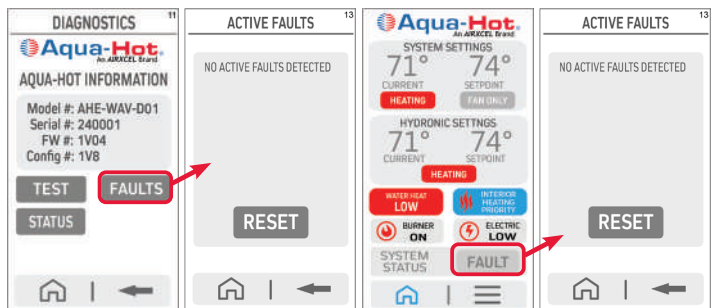 DIAGNOSTICS
11
Aqua-Hot
An AIRXCEL Brand
AQUA-HOT INFORMATION
Model #: AHE-WAV-D01
Serial #: 240001
FW #: 1V04
Config #: 1V8
TEST
FAULTS
STATUS
ACTIVE FAULTS
13
NO ACTIVE FAULTS DETECTED
RESET
Aqua-Hot
An AIRXCEL Brand
SYSTEM SETTINGS
71° 74°
CURRENT SETPOINT
HEATING FAN ONLY
HYDRONIC SETTNGS
71° 74°
CURRENT SETPOINT
HEATING
WATER HEAT
LOW
INTERIOR
HEATING
PRIORITY
BURNER
ON
ELECTRIC
LOW
SYSTEM
STATUS
FAULT
ACTIVE FAULTS
13
NO ACTIVE FAULTS DETECTED
RESET